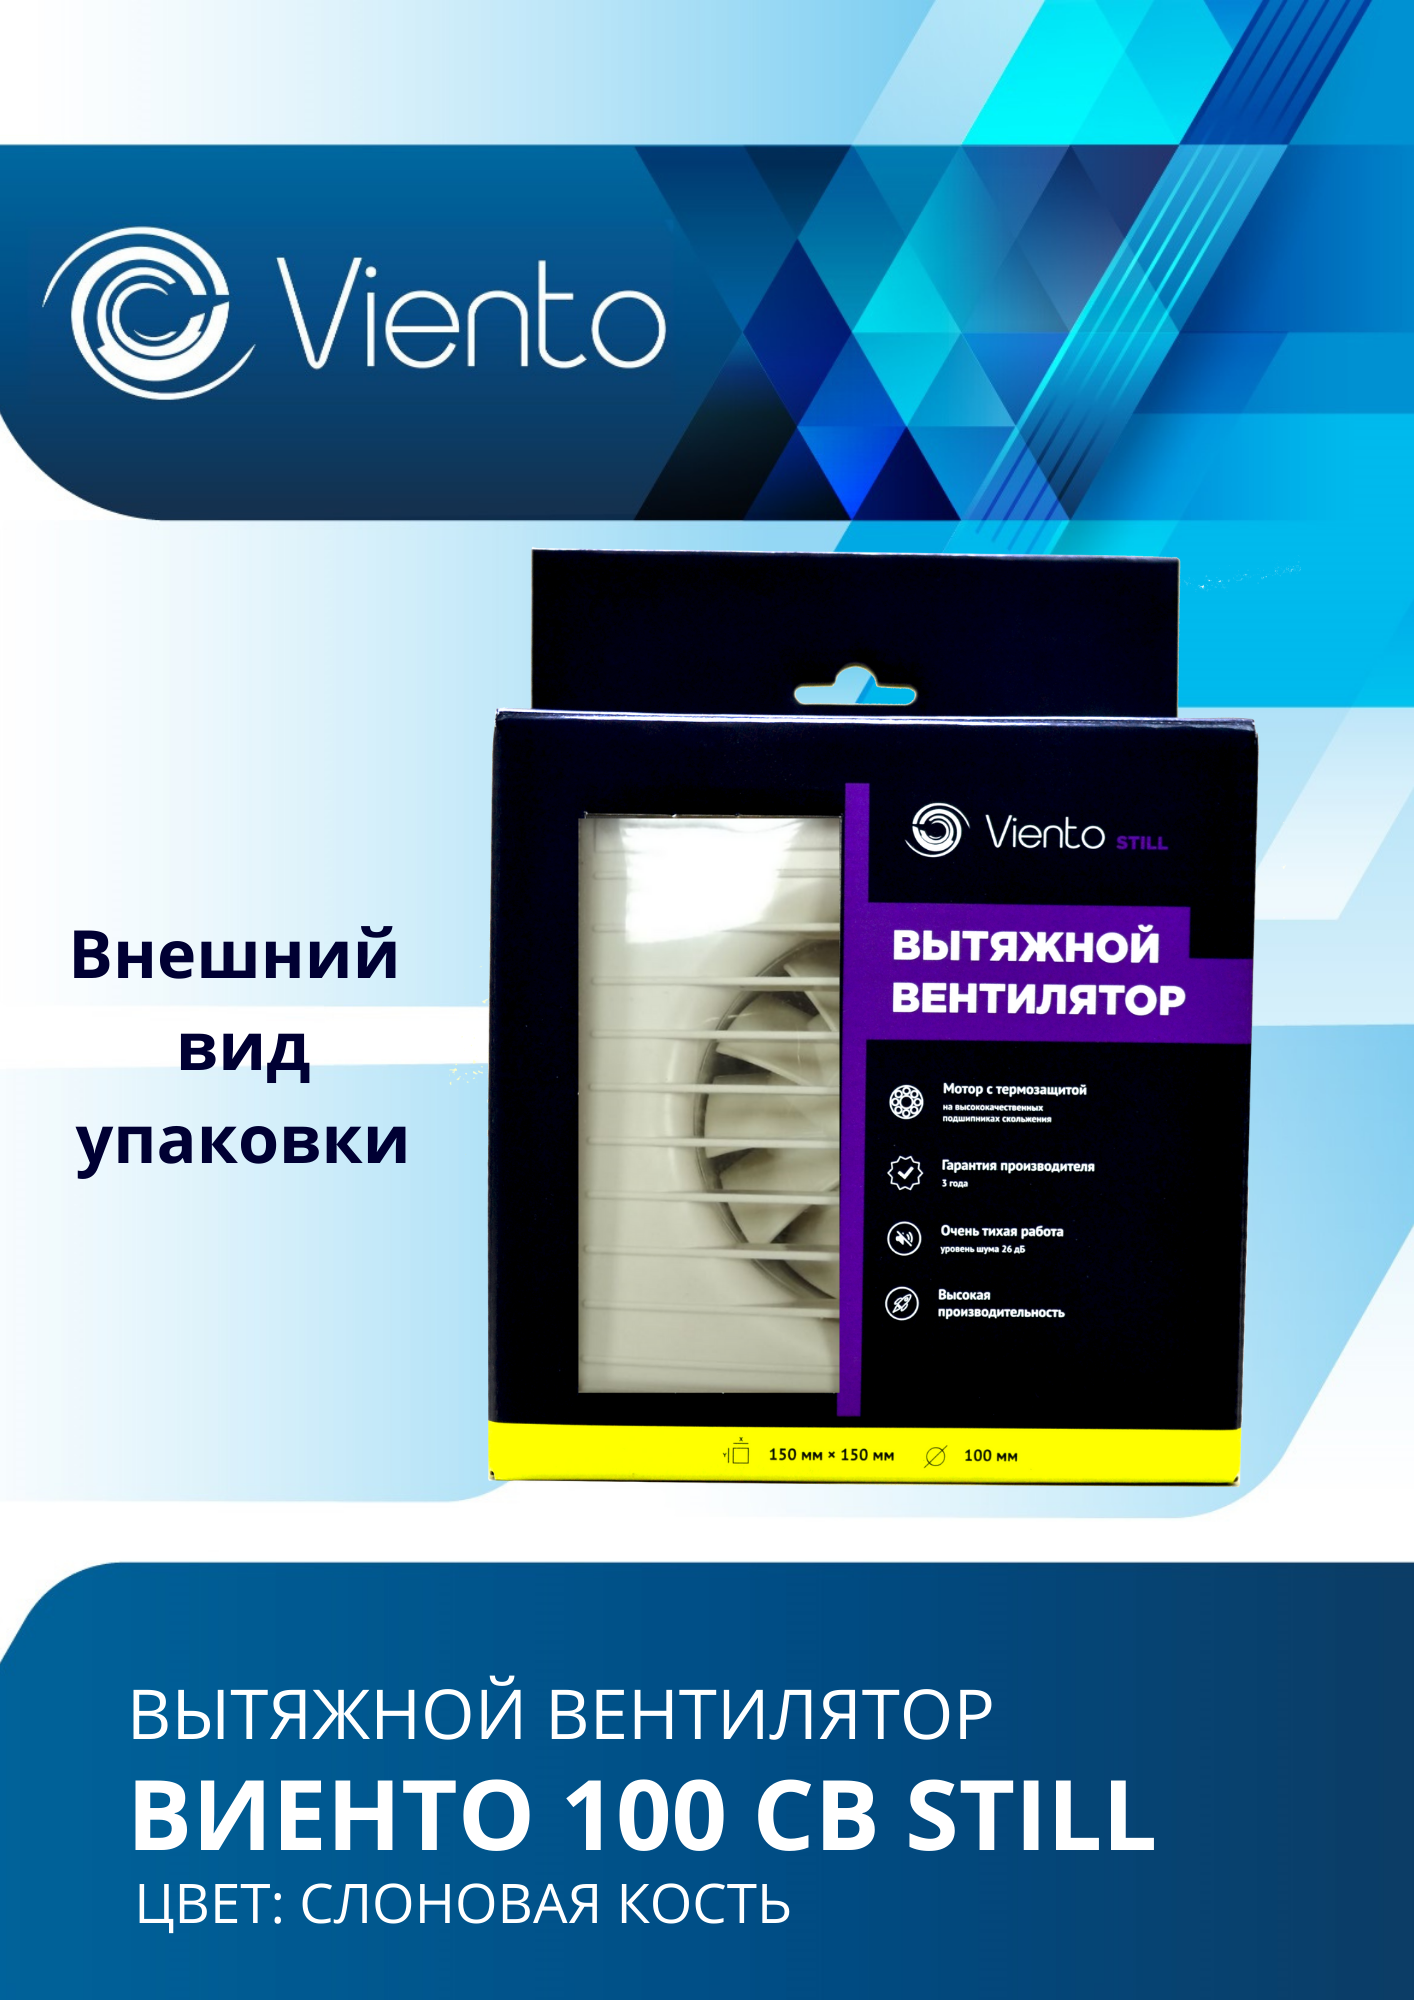 Viento
Внешний
вид
упаковки
Viento STILL
ВЫТЯЖНОЙ
ВЕНТИЛЯТОР
Мотор с термозащитой
на высококачественных
подшипниках скольжения
Гарантия производителя
3 года
Очень тихая работа
уровень шума 26 дБ
Высокая
производительность
X
Y
150 мм × 150 мм
100 мм
ВЫТЯЖНОЙ ВЕНТИЛЯТОР
ВИЕНТО 100 СВ STILL
ЦВЕТ: СЛОНОВАЯ КОСТЬ